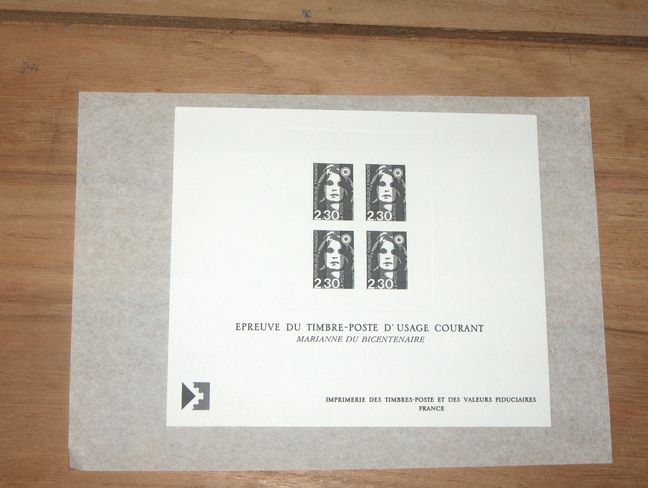 2.30 2.30
2.30 2.30
EPREUVE DU TIMBRE-POSTE D'USAGE COURANT
MARIANNE DU BICENTENAIRE
IMPRIMERIE DES TIMBRES-POSTE ET DES VALEURS FIDUCIAIRES
FRANCE